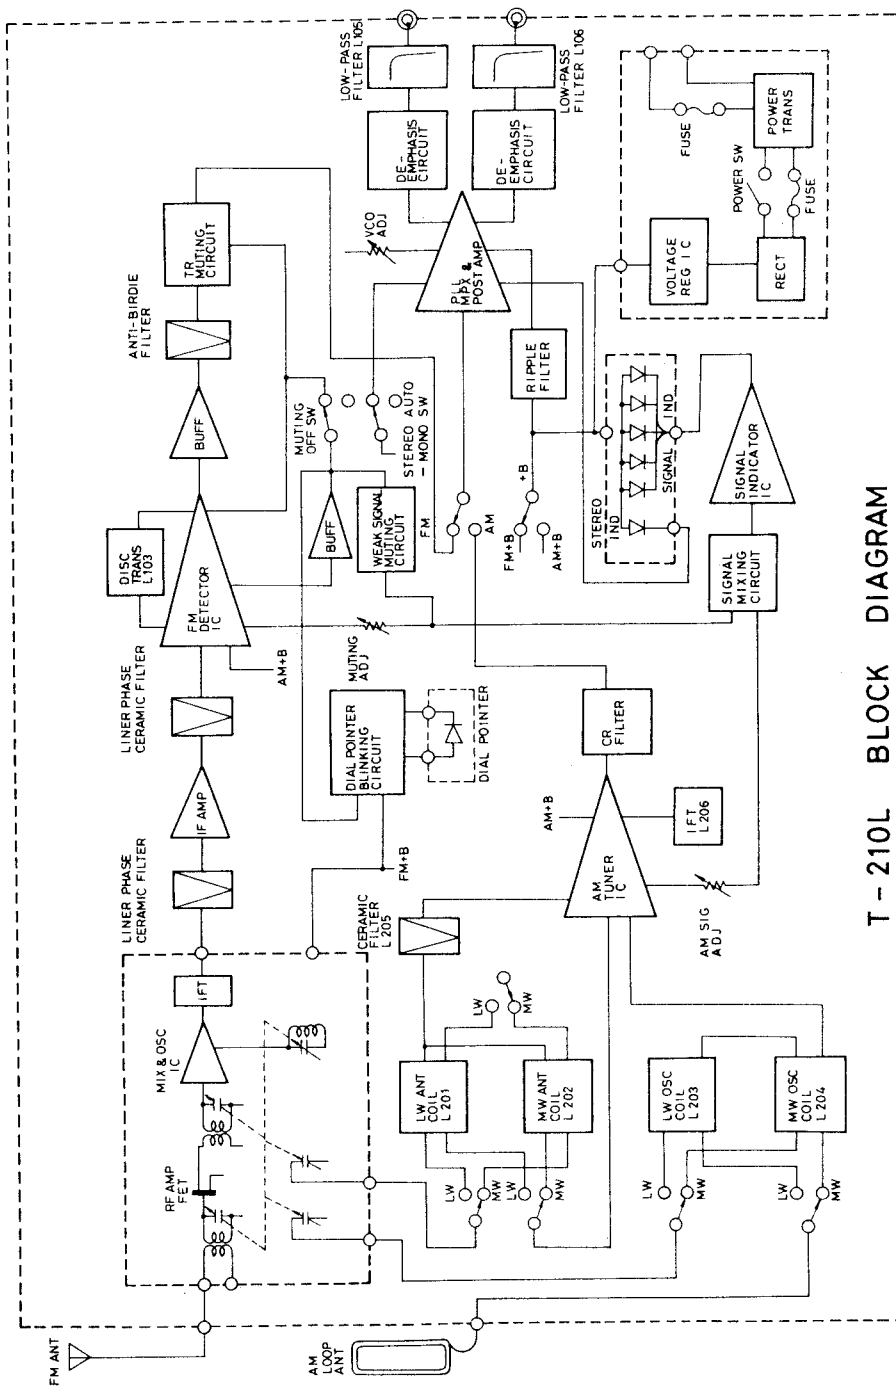 FM ANT
AM
LOOP
ANT
RF AMP
FET
MIX & OSC
IC
IFT
LINER PHASE
CERAMIC FILTER
IF AMP
LINER PHASE
CERAMIC FILTER
FM
DETECTOR
IC
DISC
TRANS
L103
AM+B
BUFF
ANTI-BIRDIE
FILTER
TR
MUTING
CIRCUIT
FM+B
DIAL POINTER
BLINKING
CIRCUIT
DIAL POINTER
MUTING
ADJ
BUFF
WEAK SIGNAL
MUTING
CIRCUIT
MUTING
OFF SW
STEREO AUTO
- MONO SW
FM
AM
FM+B
AM+B
+B
VCO
ADJ
PLL
MPX &
POST AMP
RIPPLE
FILTER
DE-
EMPHASIS
CIRCUIT
DE-
EMPHASIS
CIRCUIT
LOW-PASS
FILTER L105
LOW-PASS
FILTER L106
CERAMIC
FILTER
L205
LW
MW
LW ANT
COIL
L201
MW ANT
COIL
L202
LW
MW
LW
MW
LW OSC
COIL
L203
MW OSC
COIL
L204
LW
MW
LW
MW
AM+B
AM
TUNER
IC
CR
FILTER
IFT
L206
AM SIG
ADJ
SIGNAL
MIXING
CIRCUIT
SIGNAL
INDICATOR
IC
STEREO
IND
SIGNAL
IND
VOLTAGE
REG IC
RECT
POWER SW
FUSE
FUSE
POWER
TRANS
T-210L BLOCK DIAGRAM